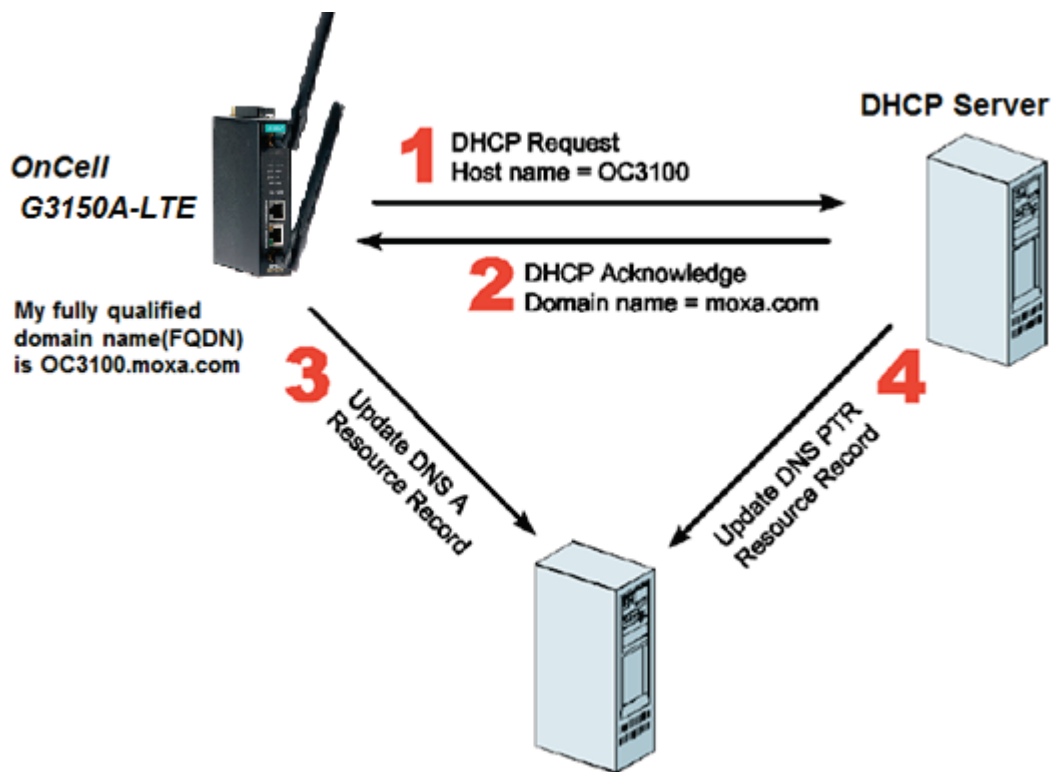 OnCell
G3150A-LTE
My fully qualified
domain name(FQDN)
is OC3100.moxa.com
1
DHCP Request
Host name = OC3100
2
DHCP Acknowledge
Domain name = moxa.com
DHCP Server
3
Update DNS A
Resource Record
4
Update DNS PTR
Resource Record